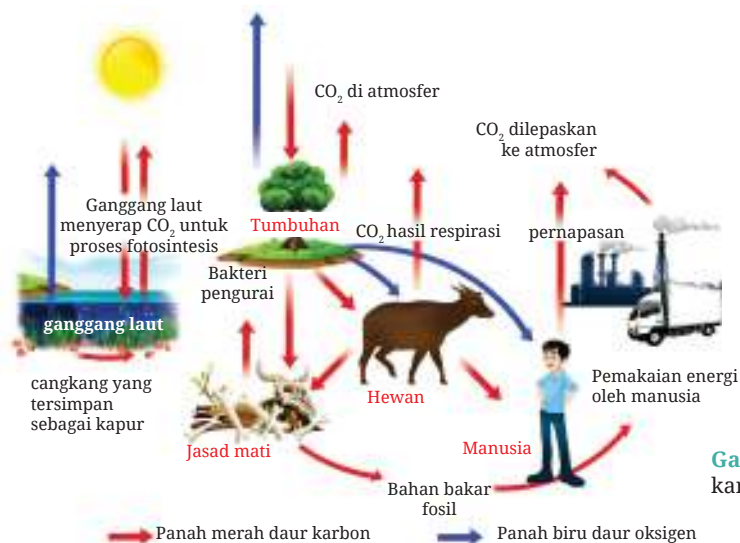 CO₂ di atmosfer
CO₂ dilepaskan
ke atmosfer
Ganggang laut
menyerap CO₂ untuk
proses fotosintesis
Tumbuhan
CO₂ hasil respirasi
pernapasan
Bakteri
pengurai
ganggang laut
cangkang yang
tersimpan
sebagai kapur
Hewan
Pemakaian energi
oleh manusia
Jasad mati
Manusia
Bahan bakar
fosil
Panah merah daur karbon
Panah biru daur oksigen